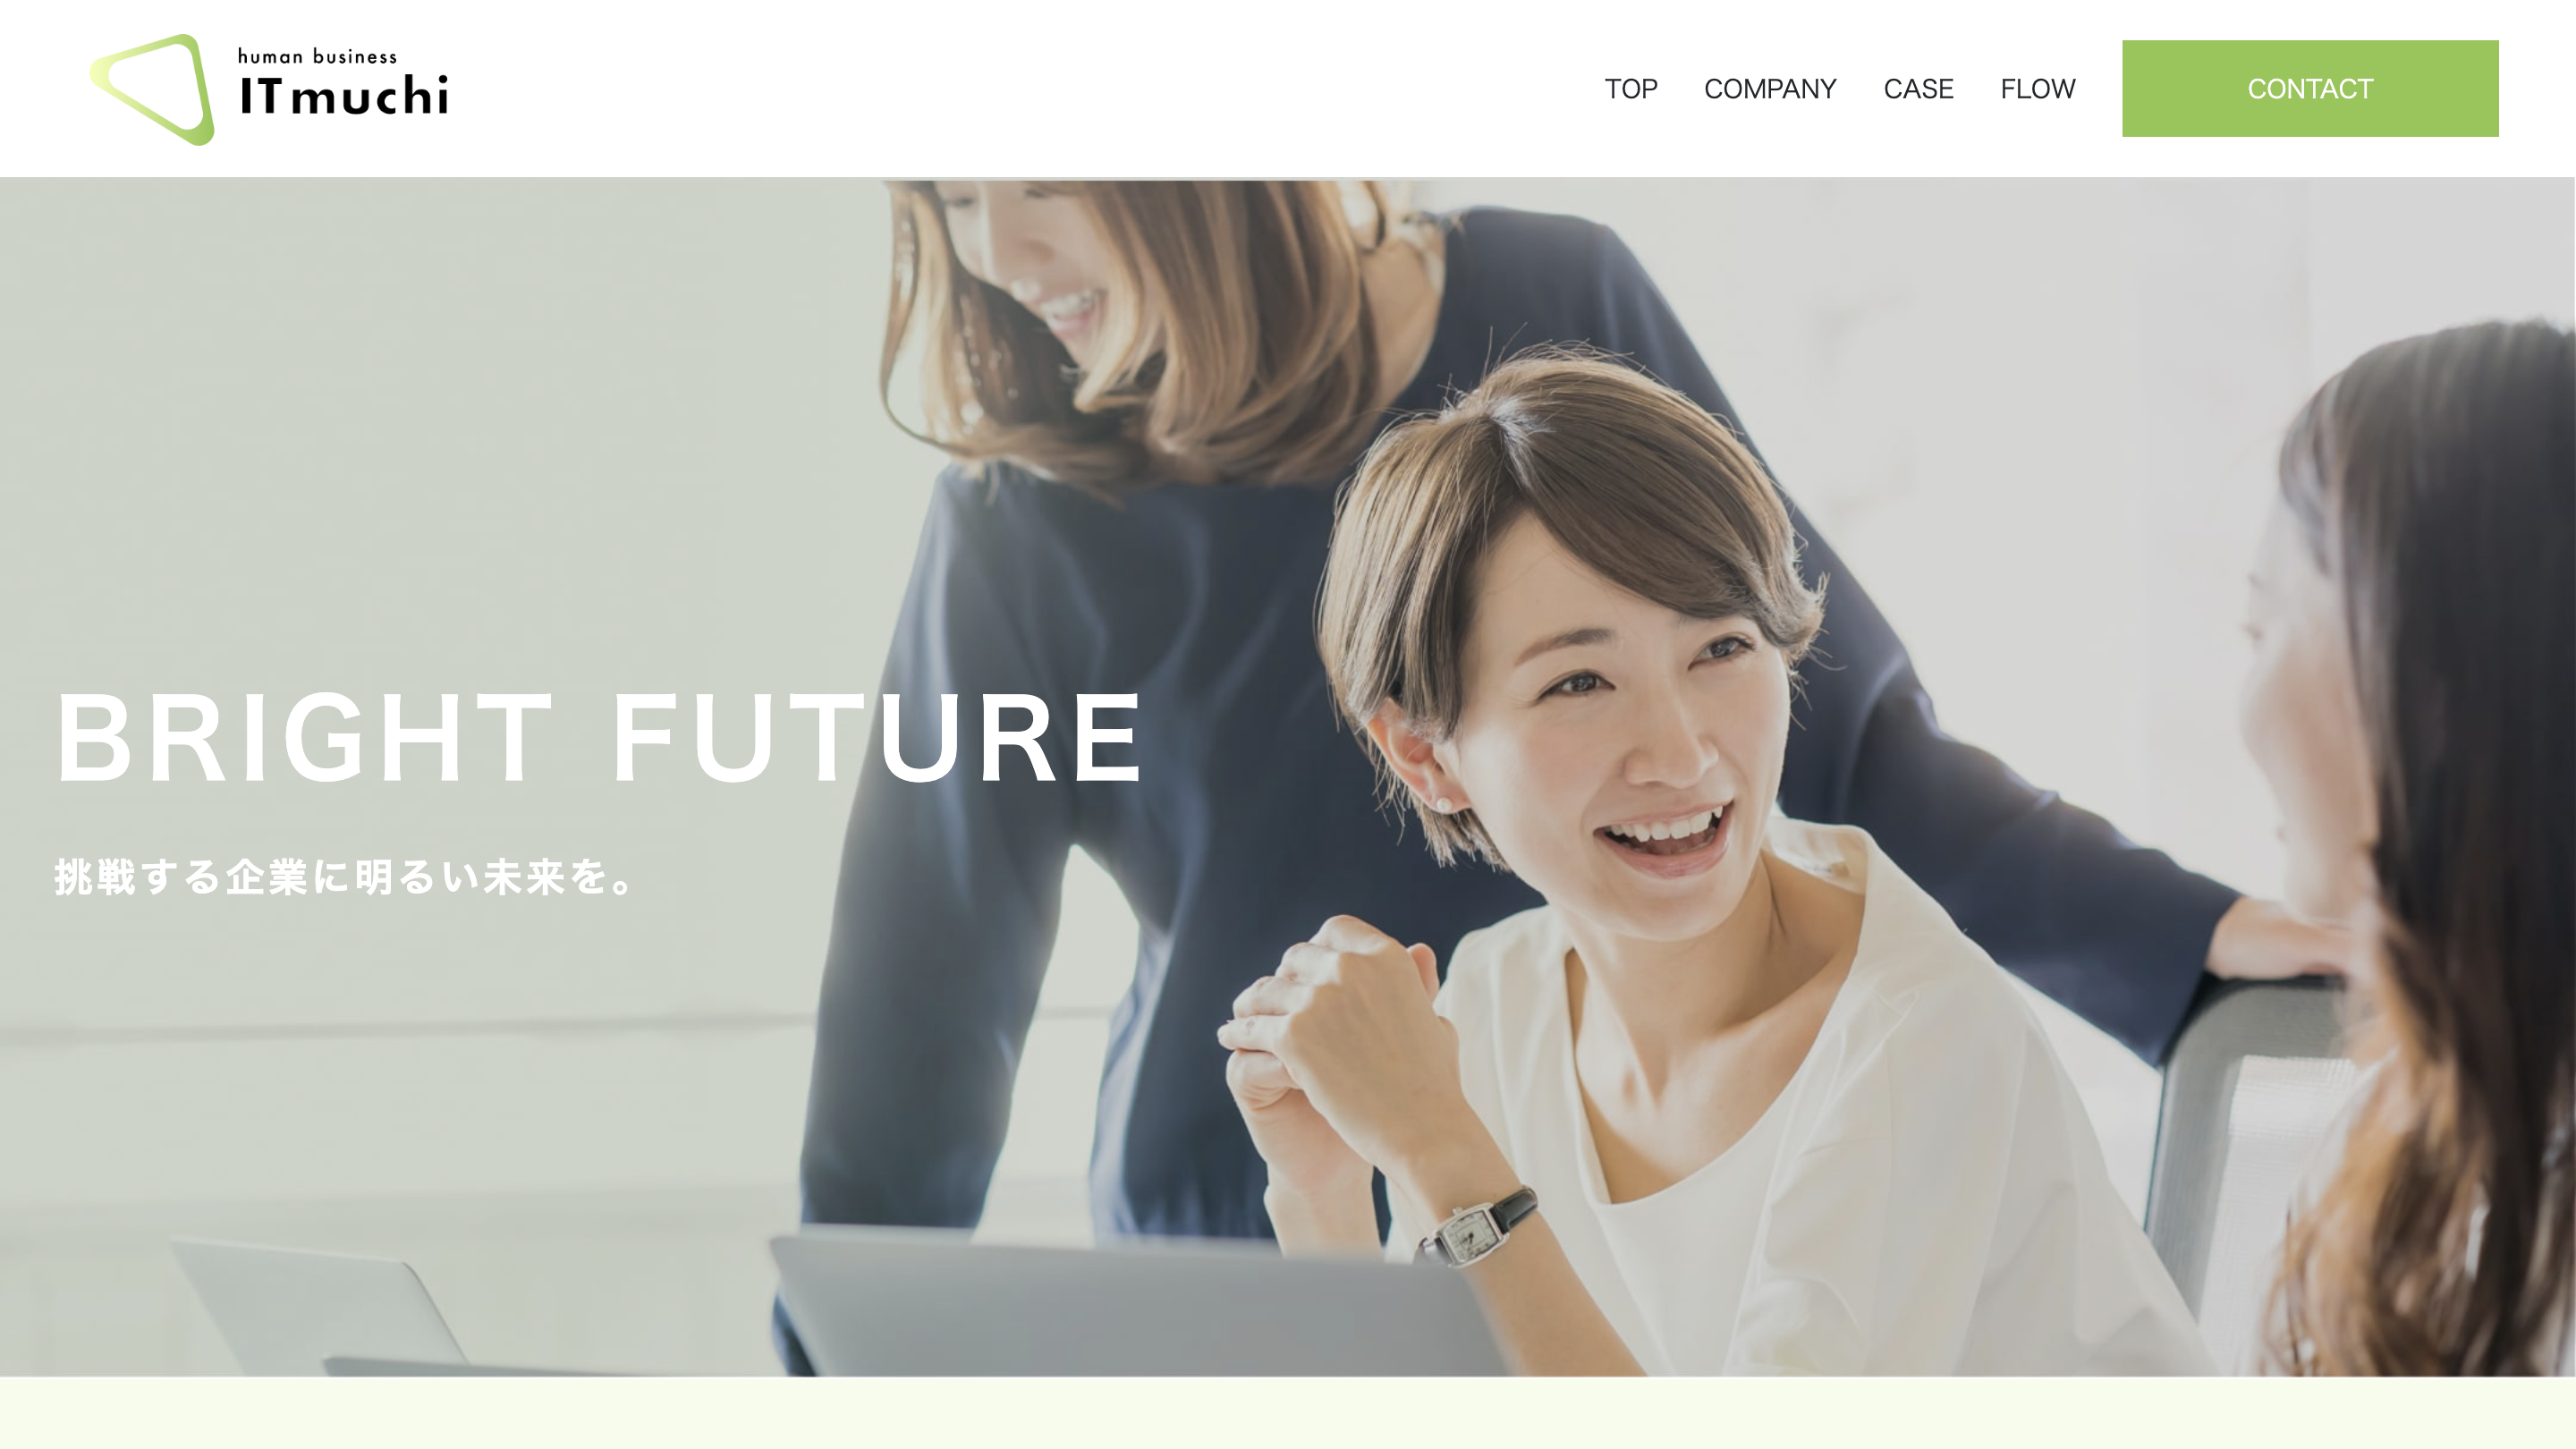 human business
ITmuchi
TOP
COMPANY
CASE
FLOW
CONTACT
BRIGHT FUTURE
挑戦する企業に明るい未来を。